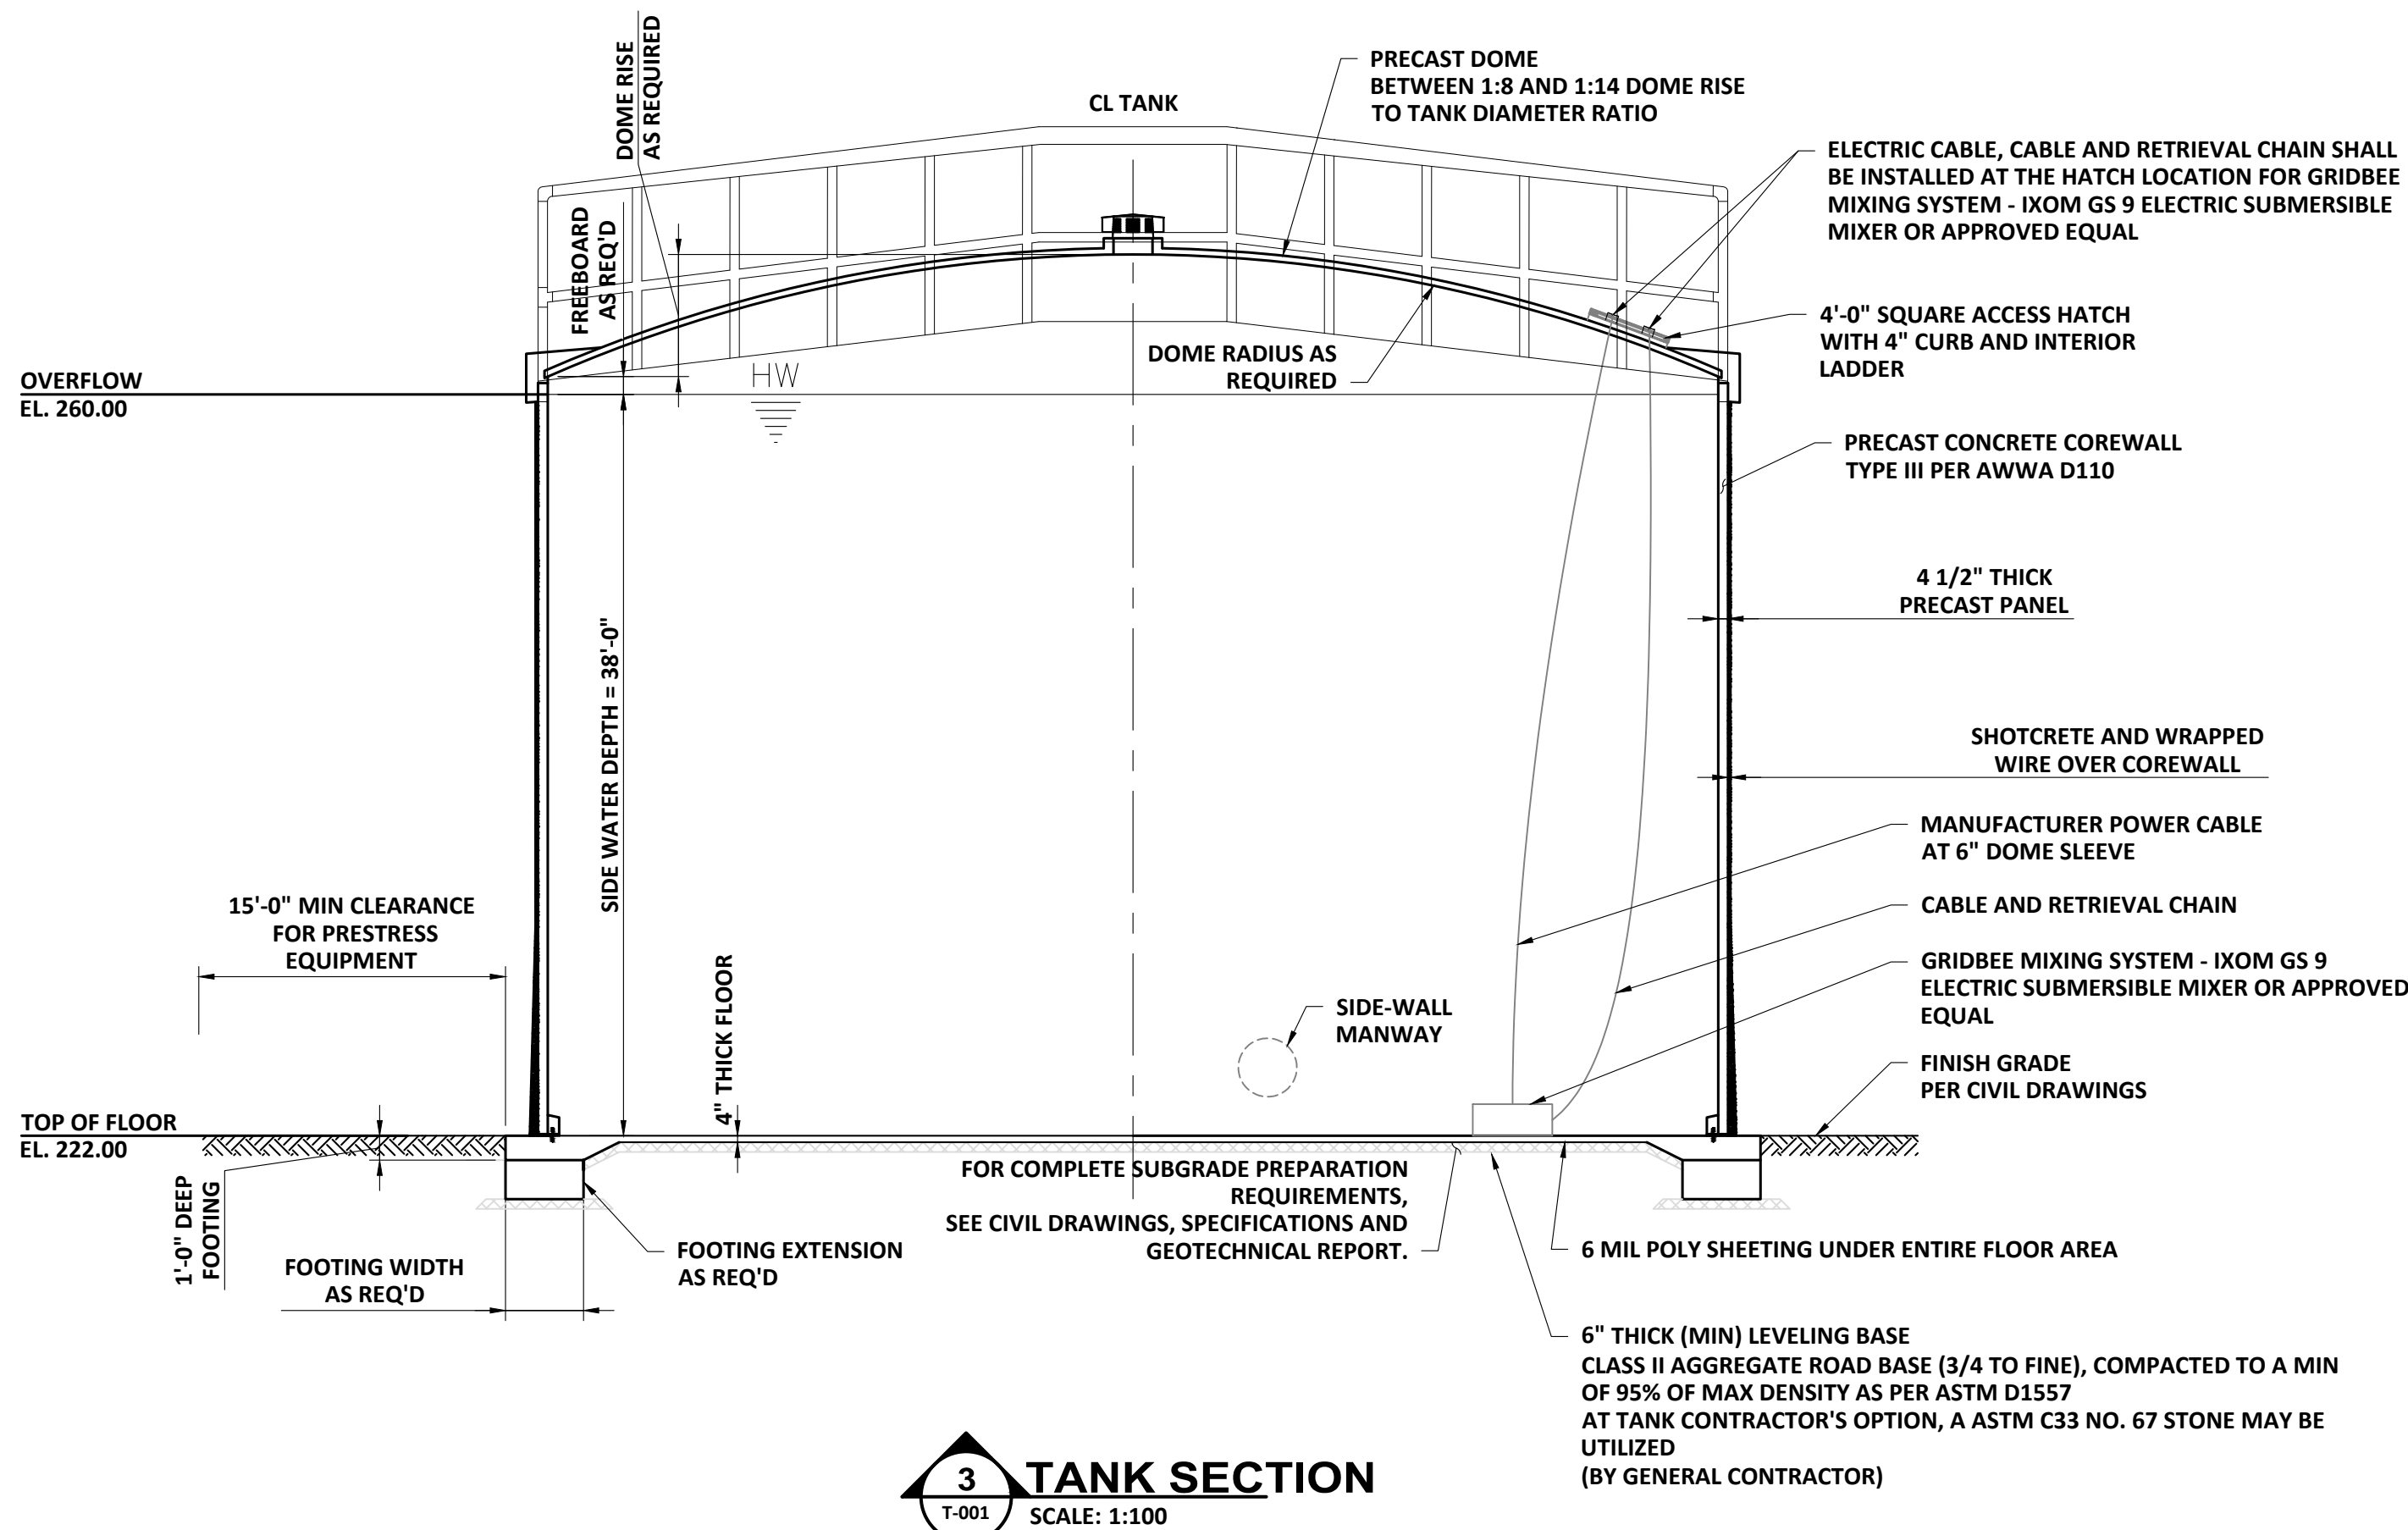 DOME RISE
AS REQUIRED
CL TANK
PRECAST DOME
BETWEEN 1:8 AND 1:14 DOME RISE
TO TANK DIAMETER RATIO
ELECTRIC CABLE, CABLE AND RETRIEVAL CHAIN SHALL
BE INSTALLED AT THE HATCH LOCATION FOR GRIDBEE
MIXING SYSTEM - IXOM GS 9 ELECTRIC SUBMERSIBLE
MIXER OR APPROVED EQUAL
FREEBOARD
AS REQ'D
4'-0" SQUARE ACCESS HATCH
WITH 4" CURB AND INTERIOR
LADDER
DOME RADIUS AS
REQUIRED
HW
OVERFLOW
EL. 260.00
PRECAST CONCRETE COREWALL
TYPE III PER AWWA D110
4 1/2" THICK
PRECAST PANEL
SIDE WATER DEPTH = 38'-0"
SHOTCRETE AND WRAPPED
WIRE OVER COREWALL
MANUFACTURER POWER CABLE
AT 6" DOME SLEEVE
15'-0" MIN CLEARANCE
FOR PRESTRESS
EQUIPMENT
CABLE AND RETRIEVAL CHAIN
4" THICK FLOOR
SIDE-WALL
MANWAY
GRIDBEE MIXING SYSTEM - IXOM GS 9
ELECTRIC SUBMERSIBLE MIXER OR APPROVED
EQUAL
FINISH GRADE
PER CIVIL DRAWINGS
TOP OF FLOOR
EL. 222.00
1'-0" DEEP
FOOTING
FOOTING WIDTH
AS REQ'D
FOOTING EXTENSION
AS REQ'D
FOR COMPLETE SUBGRADE PREPARATION
REQUIREMENTS,
SEE CIVIL DRAWINGS, SPECIFICATIONS AND
GEOTECHNICAL REPORT.
6 MIL POLY SHEETING UNDER ENTIRE FLOOR AREA
6" THICK (MIN) LEVELING BASE
CLASS II AGGREGATE ROAD BASE (3/4 TO FINE), COMPACTED TO A MIN
OF 95% OF MAX DENSITY AS PER ASTM D1557
AT TANK CONTRACTOR'S OPTION, A ASTM C33 NO. 67 STONE MAY BE
UTILIZED
(BY GENERAL CONTRACTOR)
3
T-001
TANK SECTION
SCALE: 1:100